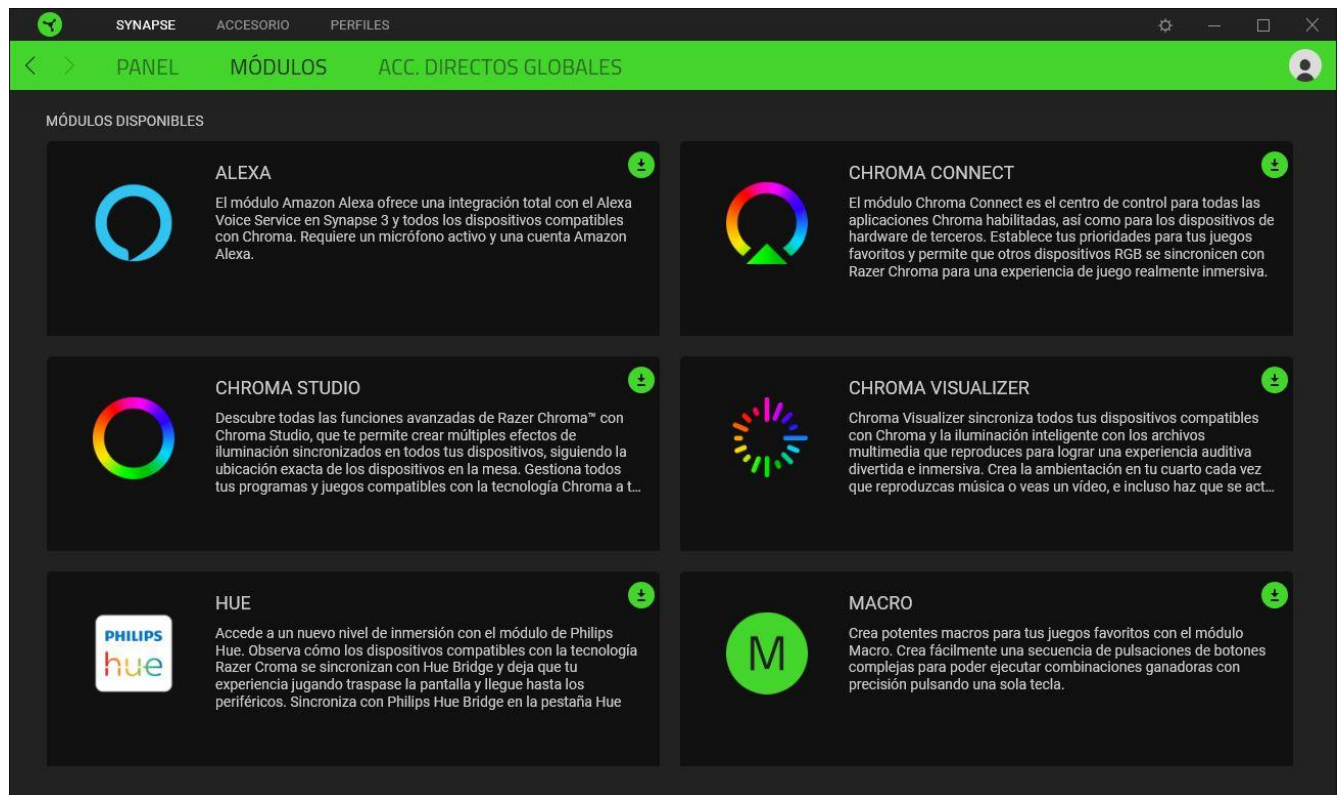 SYNAPSE ACCESORIO PERFILES
PANEL MÓDULOS ACC. DIRECTOS GLOBALES
MÓDULOS DISPONIBLES
ALEXA
El módulo Amazon Alexa ofrece una integración total con el Alexa
Voice Service en Synapse 3 y todos los dispositivos compatibles
con Chroma. Requiere un micrófono activo y una cuenta Amazon
Alexa.
CHROMA CONNECT
El módulo Chroma Connect es el centro de control para todas las
aplicaciones Chroma habilitadas, así como para los dispositivos de
hardware de terceros. Establece tus prioridades para tus juegos
favoritos y permite que otros dispositivos RGB se sincronicen con
Razer Chroma para una experiencia de juego realmente inmersiva.
CHROMA STUDIO
Descubre todas las funciones avanzadas de Razer Chroma™ con
Chroma Studio, que te permite crear múltiples efectos de
iluminación sincronizados en todos tus dispositivos, siguiendo la
ubicación exacta de los dispositivos en la mesa. Gestiona todos
tus programas y juegos compatibles con la tecnología Chroma a t...
CHROMA VISUALIZER
Chroma Visualizer sincroniza todos tus dispositivos compatibles
con Chroma y la iluminación inteligente con los archivos
multimedia que reproduces para lograr una experiencia auditiva
divertida e inmersiva. Crea la ambientación en tu cuarto cada vez
que reproduzcas música o veas un vídeo, e incluso haz que se act...
PHILIPS
hue
HUE
Accede a un nuevo nivel de inmersión con el módulo de Philips
Hue. Observa cómo los dispositivos compatibles con la tecnología
Razer Croma se sincronizan con Hue Bridge y deja que tu
experiencia jugando traspase la pantalla y llegue hasta los
periféricos. Sincroniza con Philips Hue Bridge en la pestaña Hue
M
MACRO
Crea potentes macros para tus juegos favoritos con el módulo
Macro. Crea fácilmente una secuencia de pulsaciones de botones
complejas para poder ejecutar combinaciones ganadoras con
precisión pulsando una sola tecla.